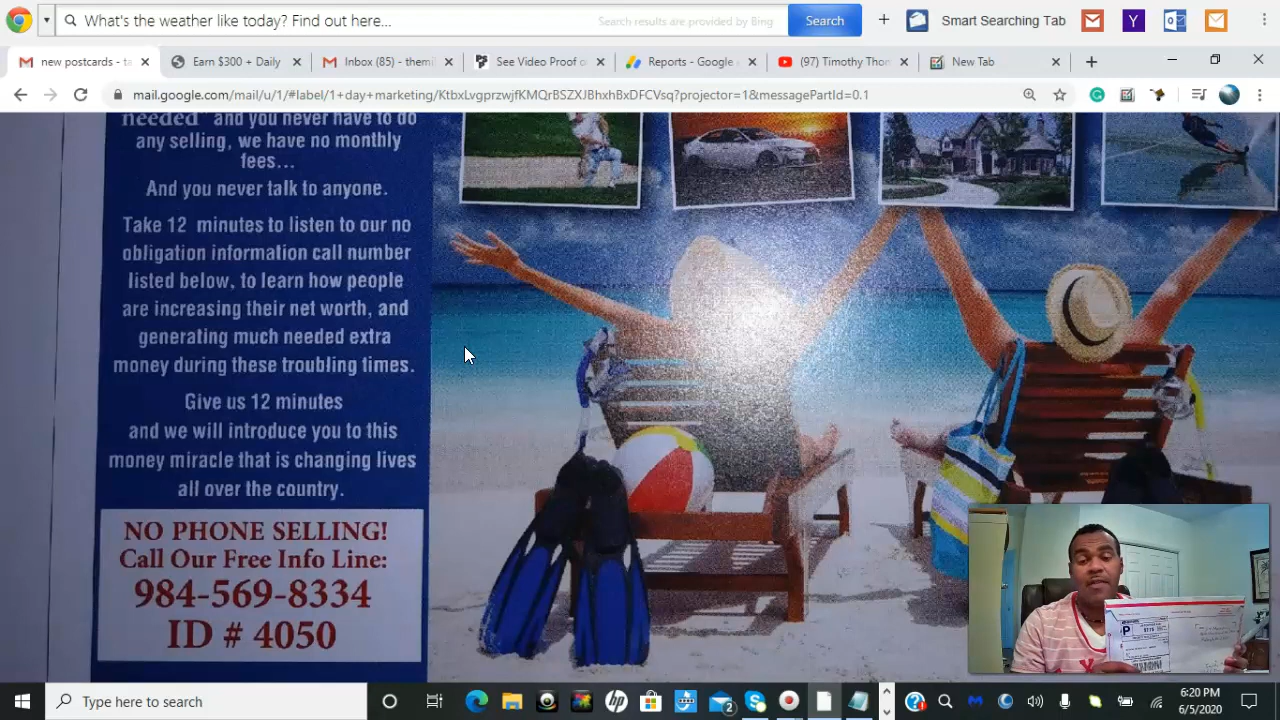 What's the weather like today? Find out here...
Search results are provided by Bing
Search
Smart Searching Tab
new postcards - ta
Earn $300 + Daily
Inbox (85) - themi
See Video Proof o
Reports - Google
(97) Timothy Thon
New Tab
mail.google.com/mail/u/1/#label/1+day+marketing/KtbxLvgprzwjfKMQrBSZXJBhxhBxDFCVsq?projector=1&messagePartId=0.1
needed" and you never have to do
any selling, we have no monthly
fees...
And you never talk to anyone.
Take 12 minutes to listen to our no
obligation information call number
listed below, to learn how people
are increasing their net worth, and
generating much needed extra
money during these troubling times.
Give us 12 minutes
and we will introduce you to this
money miracle that is changing lives
all over the country.
NO PHONE SELLING!
Call Our Free Info Line:
984-569-8334
ID # 4050
P
Type here to search
hp
2
6:20 PM
6/5/2020